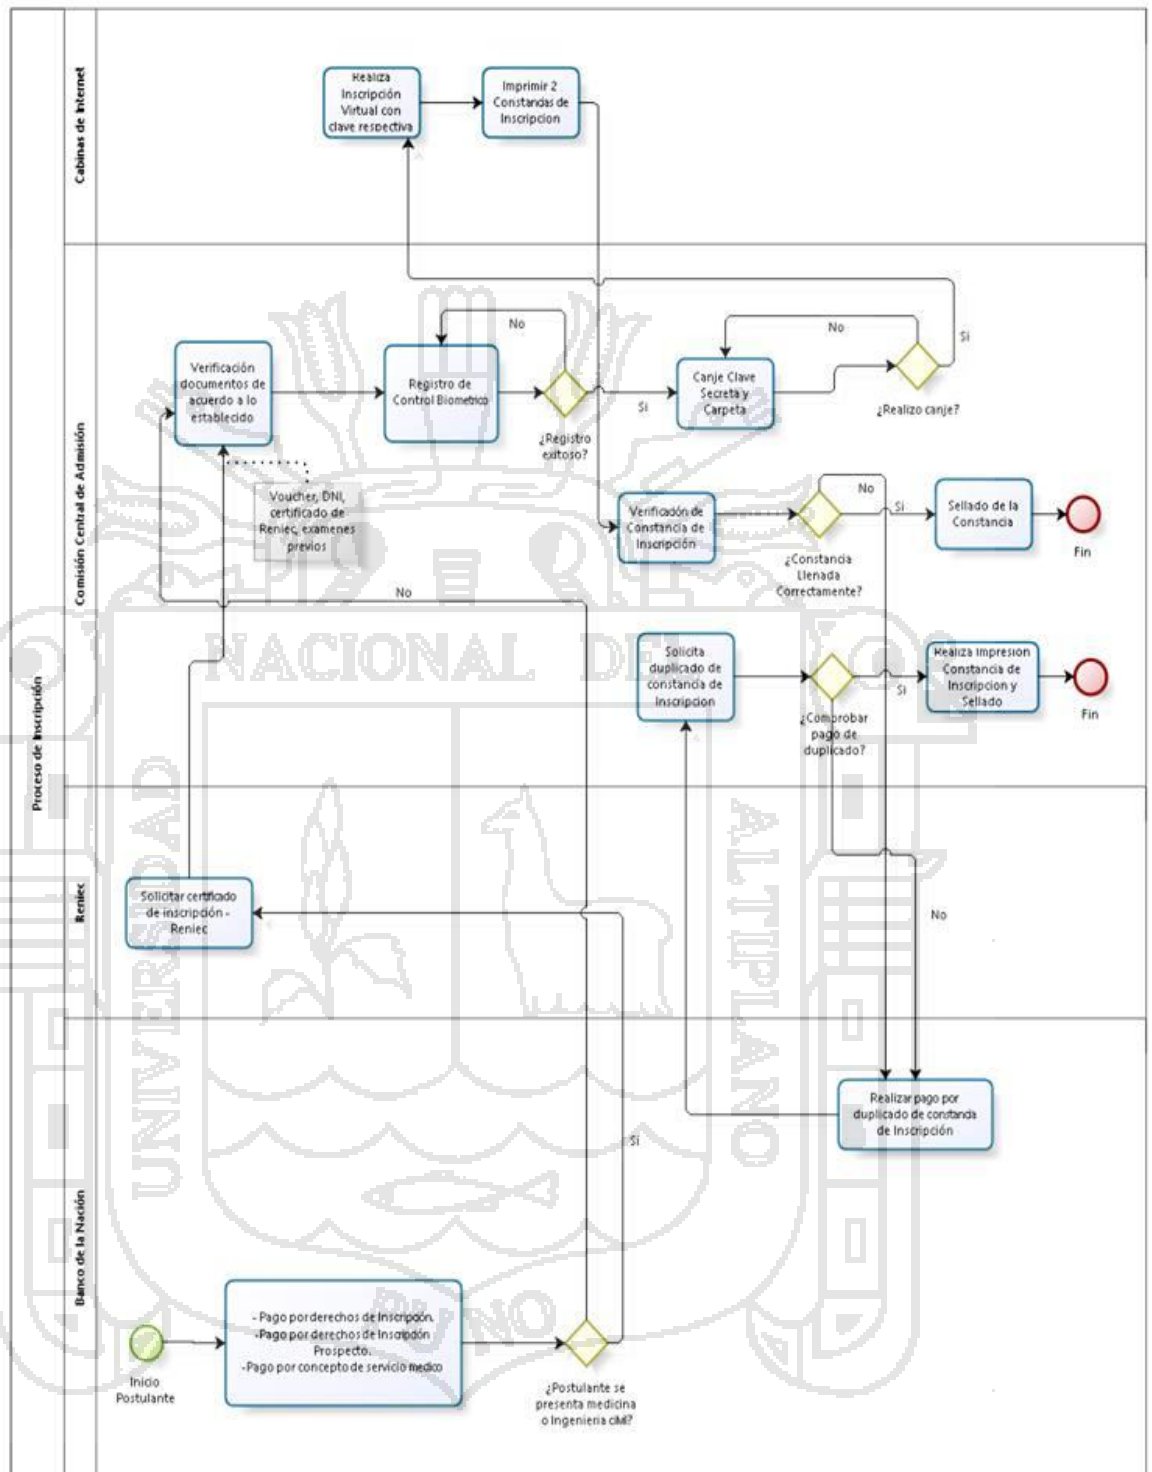 Proceso de Inscripción
Cabinas de Internet
Realiza
Inscripción
Virtual con
clave respectiva
Imprimir 2
Constancias de
Inscripcion
Comisión Central de Admisión
Verificación
documentos de
acuerdo a lo
establecido
Voucher, DNI,
certificado de
Reniec, examenes
previos
Registro de
Control Biometrico
No
¿Registro
exitoso?
Si
Canje Clave
Secreta y
Carpeta
No
¿Realizo canje?
Si
Verificación de
Constancia de
Inscripción
¿Constancia
Llenada
Correctamente?
No
Si
Sellado de la
Constancia
Fin
No
Solicita
duplicado de
constancia de
Inscripcion
¿Comprobar
pago de
duplicado?
Si
Realiza Impresion
Constancia de
Inscripcion y
Sellado
Fin
Reniec
Solicitar certificado
de inscripción -
Reniec
No
Banco de la Nación
Realizar pago por
duplicado de constancia
de Inscripción
Si
Inicio
Postulante
- Pago por derechos de Inscripción.
-Pago por derechos de Inscripción
Prospecto.
-Pago por concepto de servicio medico
¿Postulante se
presenta medicina
o Ingenieria civil?
UNIVERSIDAD
NACIONAL DEL
ALTIPLANO
PUNO